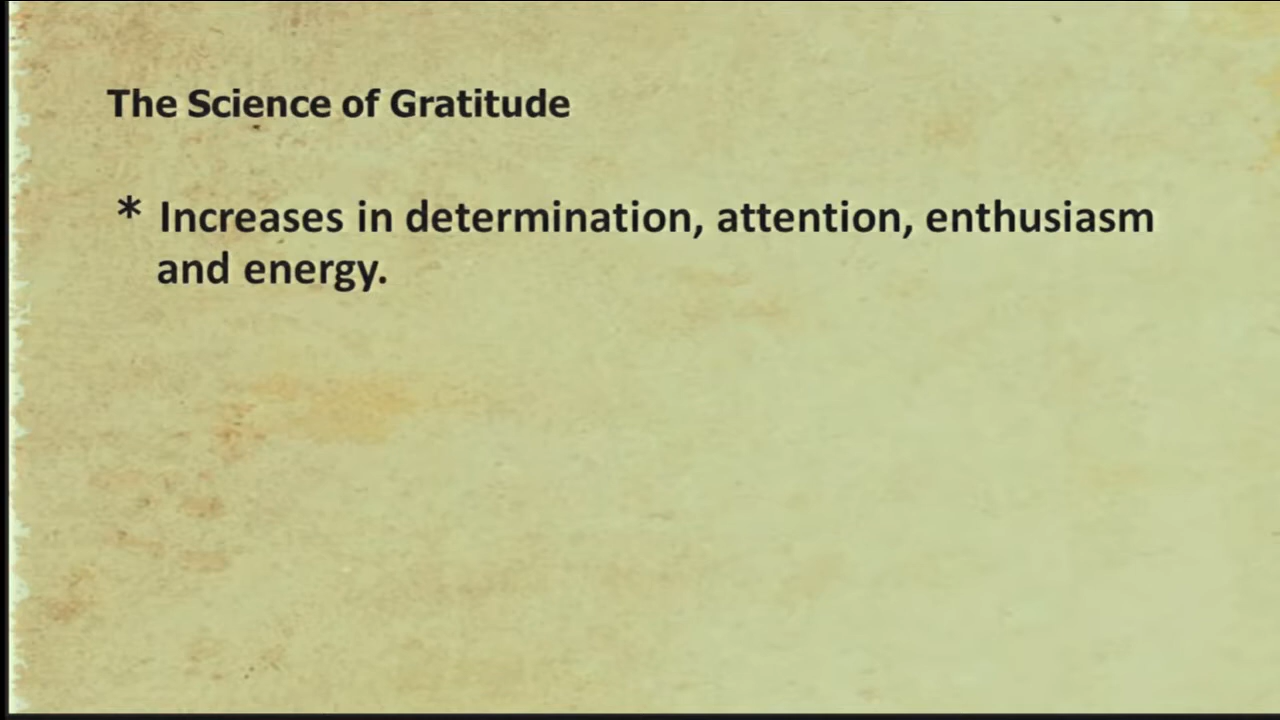 The Science of Gratitude
* Increases in determination, attention, enthusiasm
and energy.